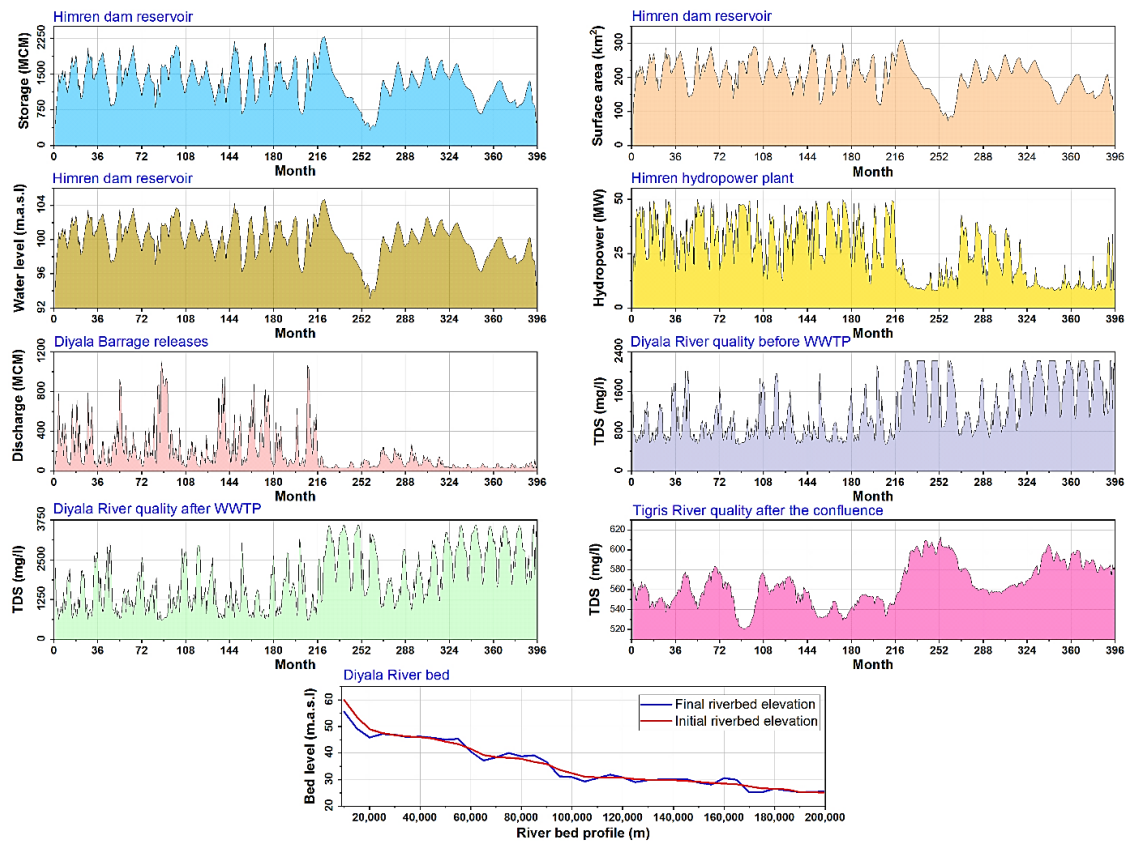 Himren dam reservoir
Storage (MCM)
2250
1500
750
0
0 36 72 108 144 180 216 252 288 324 360 396
Month
Himren dam reservoir
Surface area (km²)
300
200
100
0
0 36 72 108 144 180 216 252 288 324 360 396
Month
Himren dam reservoir
Water level (m.a.s.l)
104
100
96
92
0 36 72 108 144 180 216 252 288 324 360 396
Month
Himren hydropower plant
Hydropower (MW)
50
25
0
0 36 72 108 144 180 216 252 288 324 360 396
Month
Diyala Barrage releases
Discharge (MCM)
1200
800
400
0
0 36 72 108 144 180 216 252 288 324 360 396
Month
Diyala River quality before WWTP
TDS (mg/l)
2400
1600
800
0
0 36 72 108 144 180 216 252 288 324 360 396
Month
Diyala River quality after WWTP
TDS (mg/l)
3750
2500
1250
0
0 36 72 108 144 180 216 252 288 324 360 396
Month
Tigris River quality after the confluence
TDS (mg/l)
620
600
580
560
540
520
0 36 72 108 144 180 216 252 288 324 360 396
Month
Diyala River bed
Bed level (m.a.s.l)
60
50
40
30
20
Final riverbed elevation
Initial riverbed elevation
20,000 40,000 60,000 80,000 100,000 120,000 140,000 160,000 180,000 200,000
River bed profile (m)